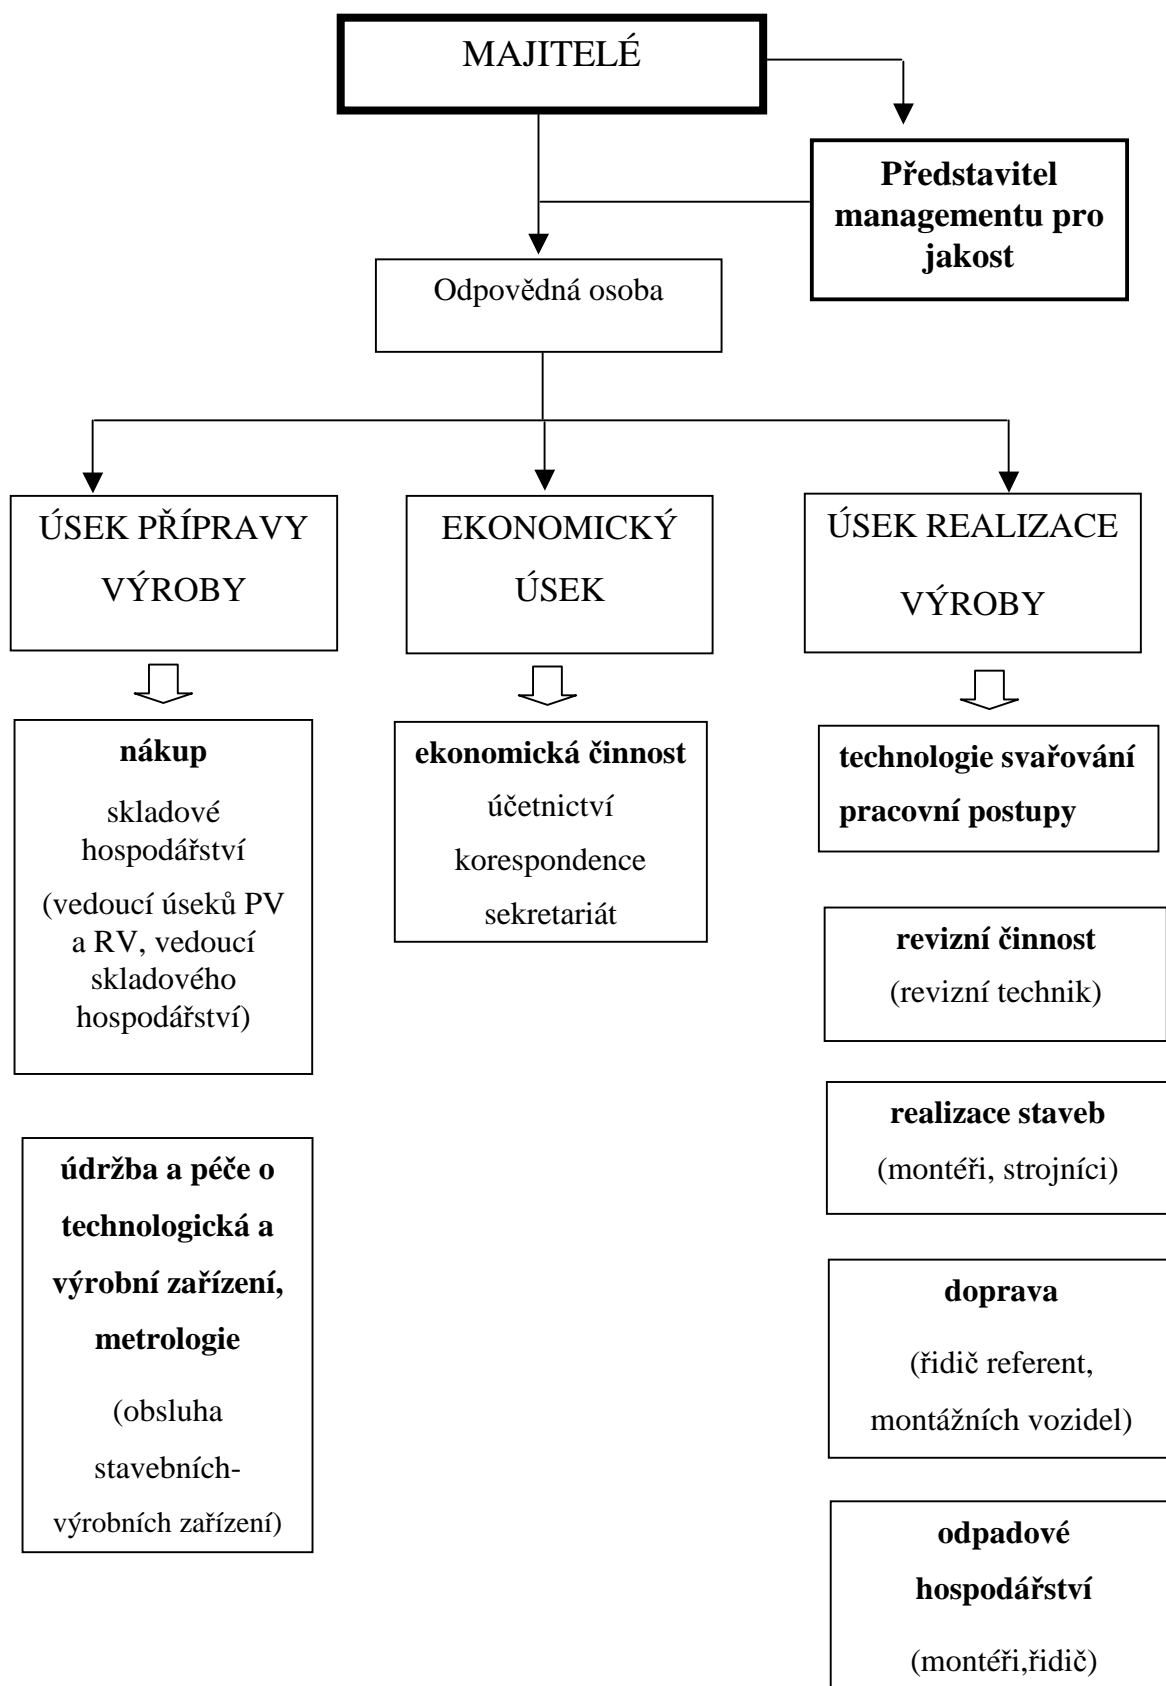 MAJITELÉ
Představitel
managementu pro
jakost
Odpovědná osoba
ÚSEK PŘÍPRAVY
VÝROBY
EKONOMICKÝ
ÚSEK
ÚSEK REALIZACE
VÝROBY
nákup
skladové
hospodářství
(vedoucí úseků PV
a RV, vedoucí
skladového
hospodářství)
údržba a péče o
technologická a
výrobní zařízení,
metrologie
(obsluha
stavebních-
výrobních zařízení)
ekonomická činnost
účetnictví
korespondence
sekretariát
technologie svařování
pracovní postupy
revizní činnost
(revizní technik)
realizace staveb
(montéři, strojníci)
doprava
(řidič referent,
montážních vozidel)
odpadové
hospodářství
(montéři,řidič)